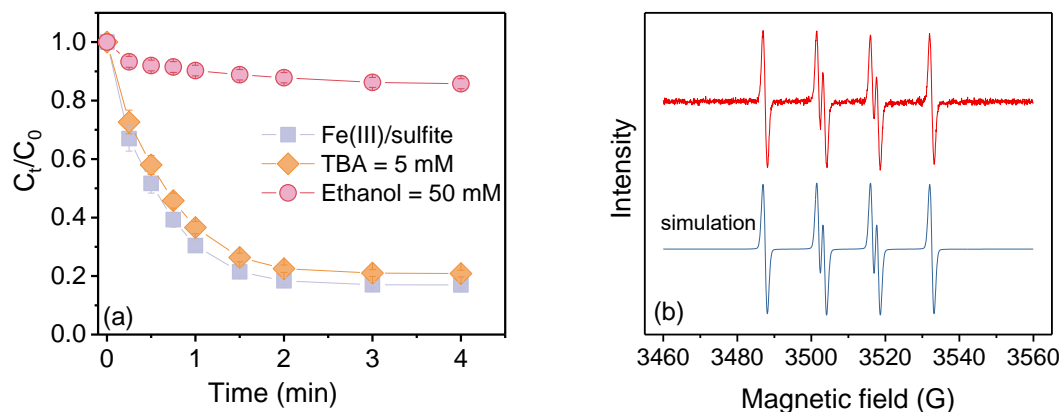 1.0
0.8
0.6
0.4
0.2
0.0
C_t/C_0
Fe(III)/sulfite
TBA = 5 mM
Ethanol = 50 mM
(a)
0 1 2 3 4
Time (min)
Intensity
simulation
(b)
3460 3480 3500 3520 3540 3560
Magnetic field (G)